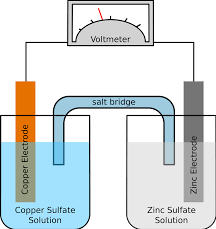 Voltmeter
salt bridge
Copper Electrode
Zinc Electrode
Copper Sulfate
Solution
Zinc Sulfate
Solution